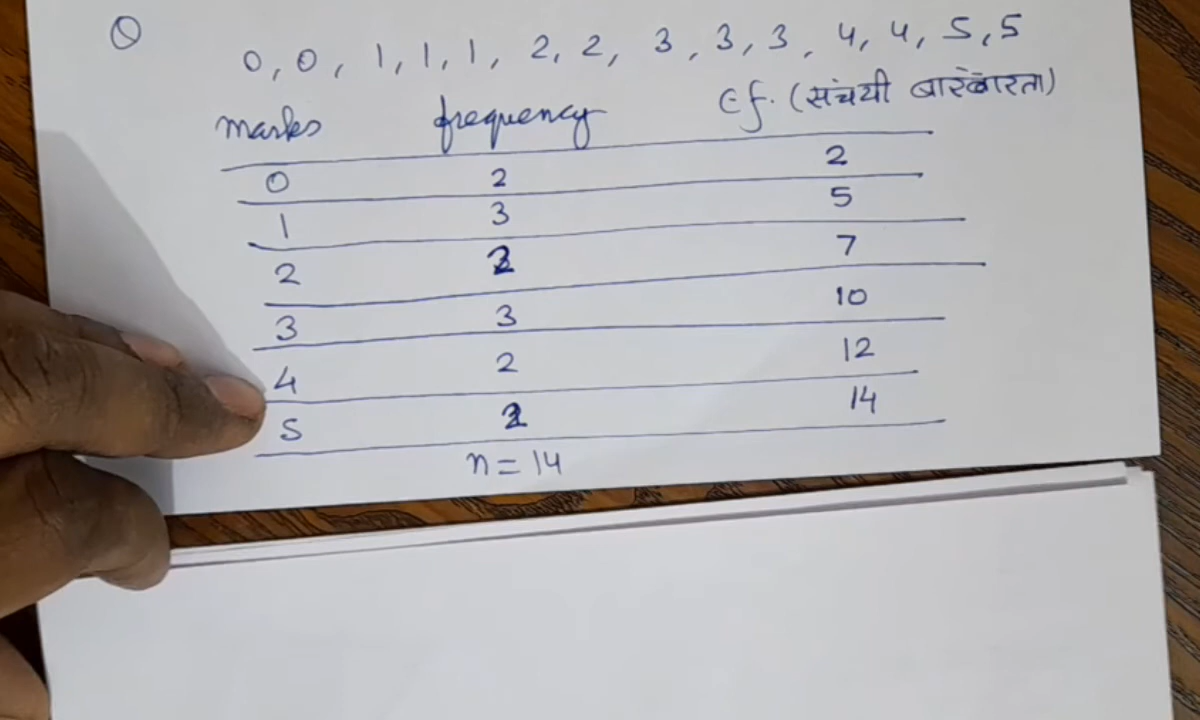 Q
0, 0, 1, 1, 1, 2, 2, 3, 3, 3, 4, 4, 5, 5
marks frequency cf. (संचयी बारंबारता)
0 2 2
1 3 5
2 2 7
3 3 10
4 2 12
5 2 14
n = 14